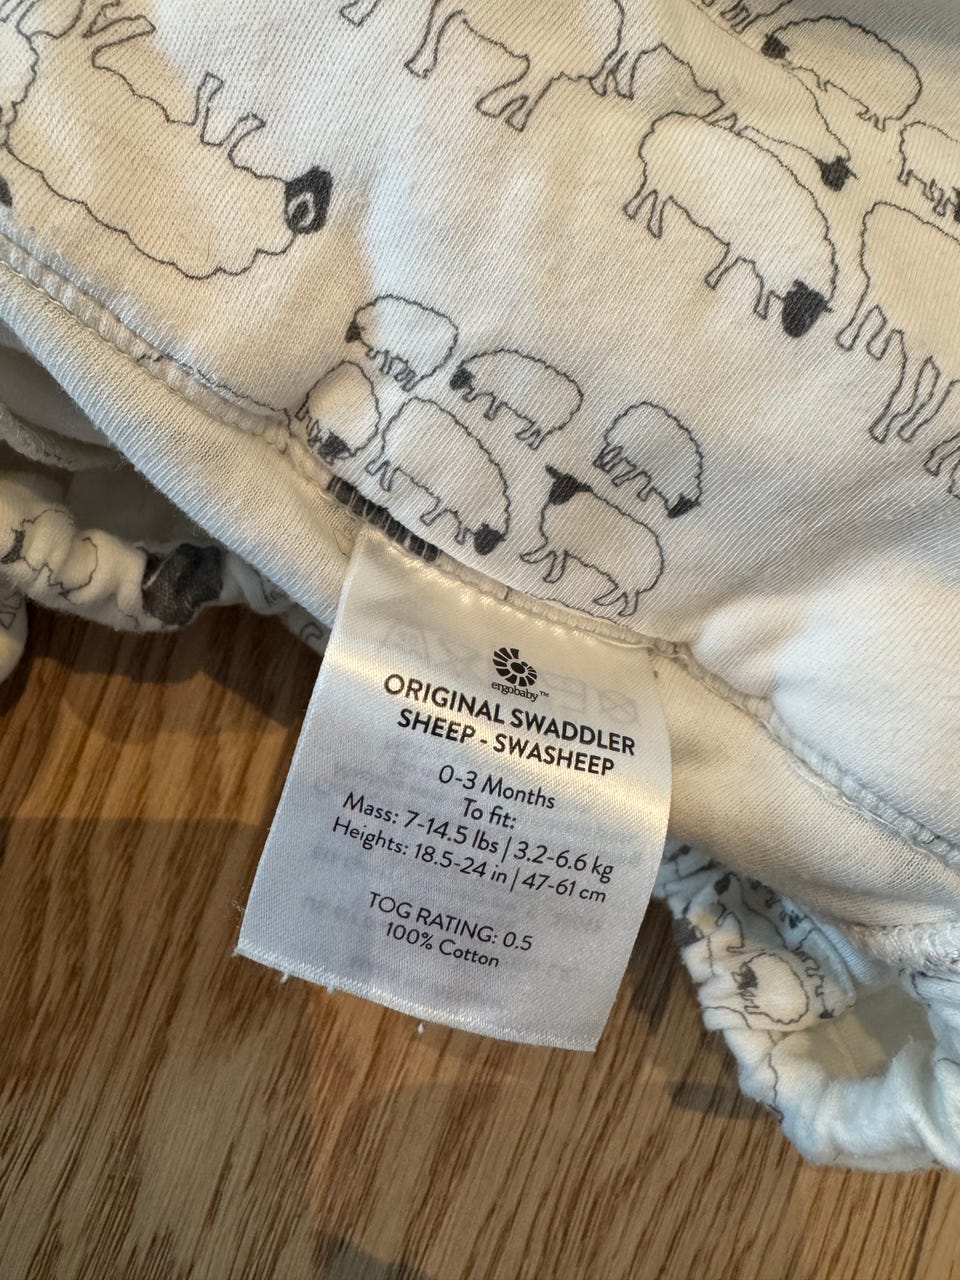 ergobaby™
ORIGINAL SWADDLER
SHEEP - SWASHEEP
0-3 Months
To fit:
Mass: 7-14.5 lbs | 3.2-6.6 kg
Heights: 18.5-24 in | 47-61 cm
TOG RATING: 0.5
100% Cotton